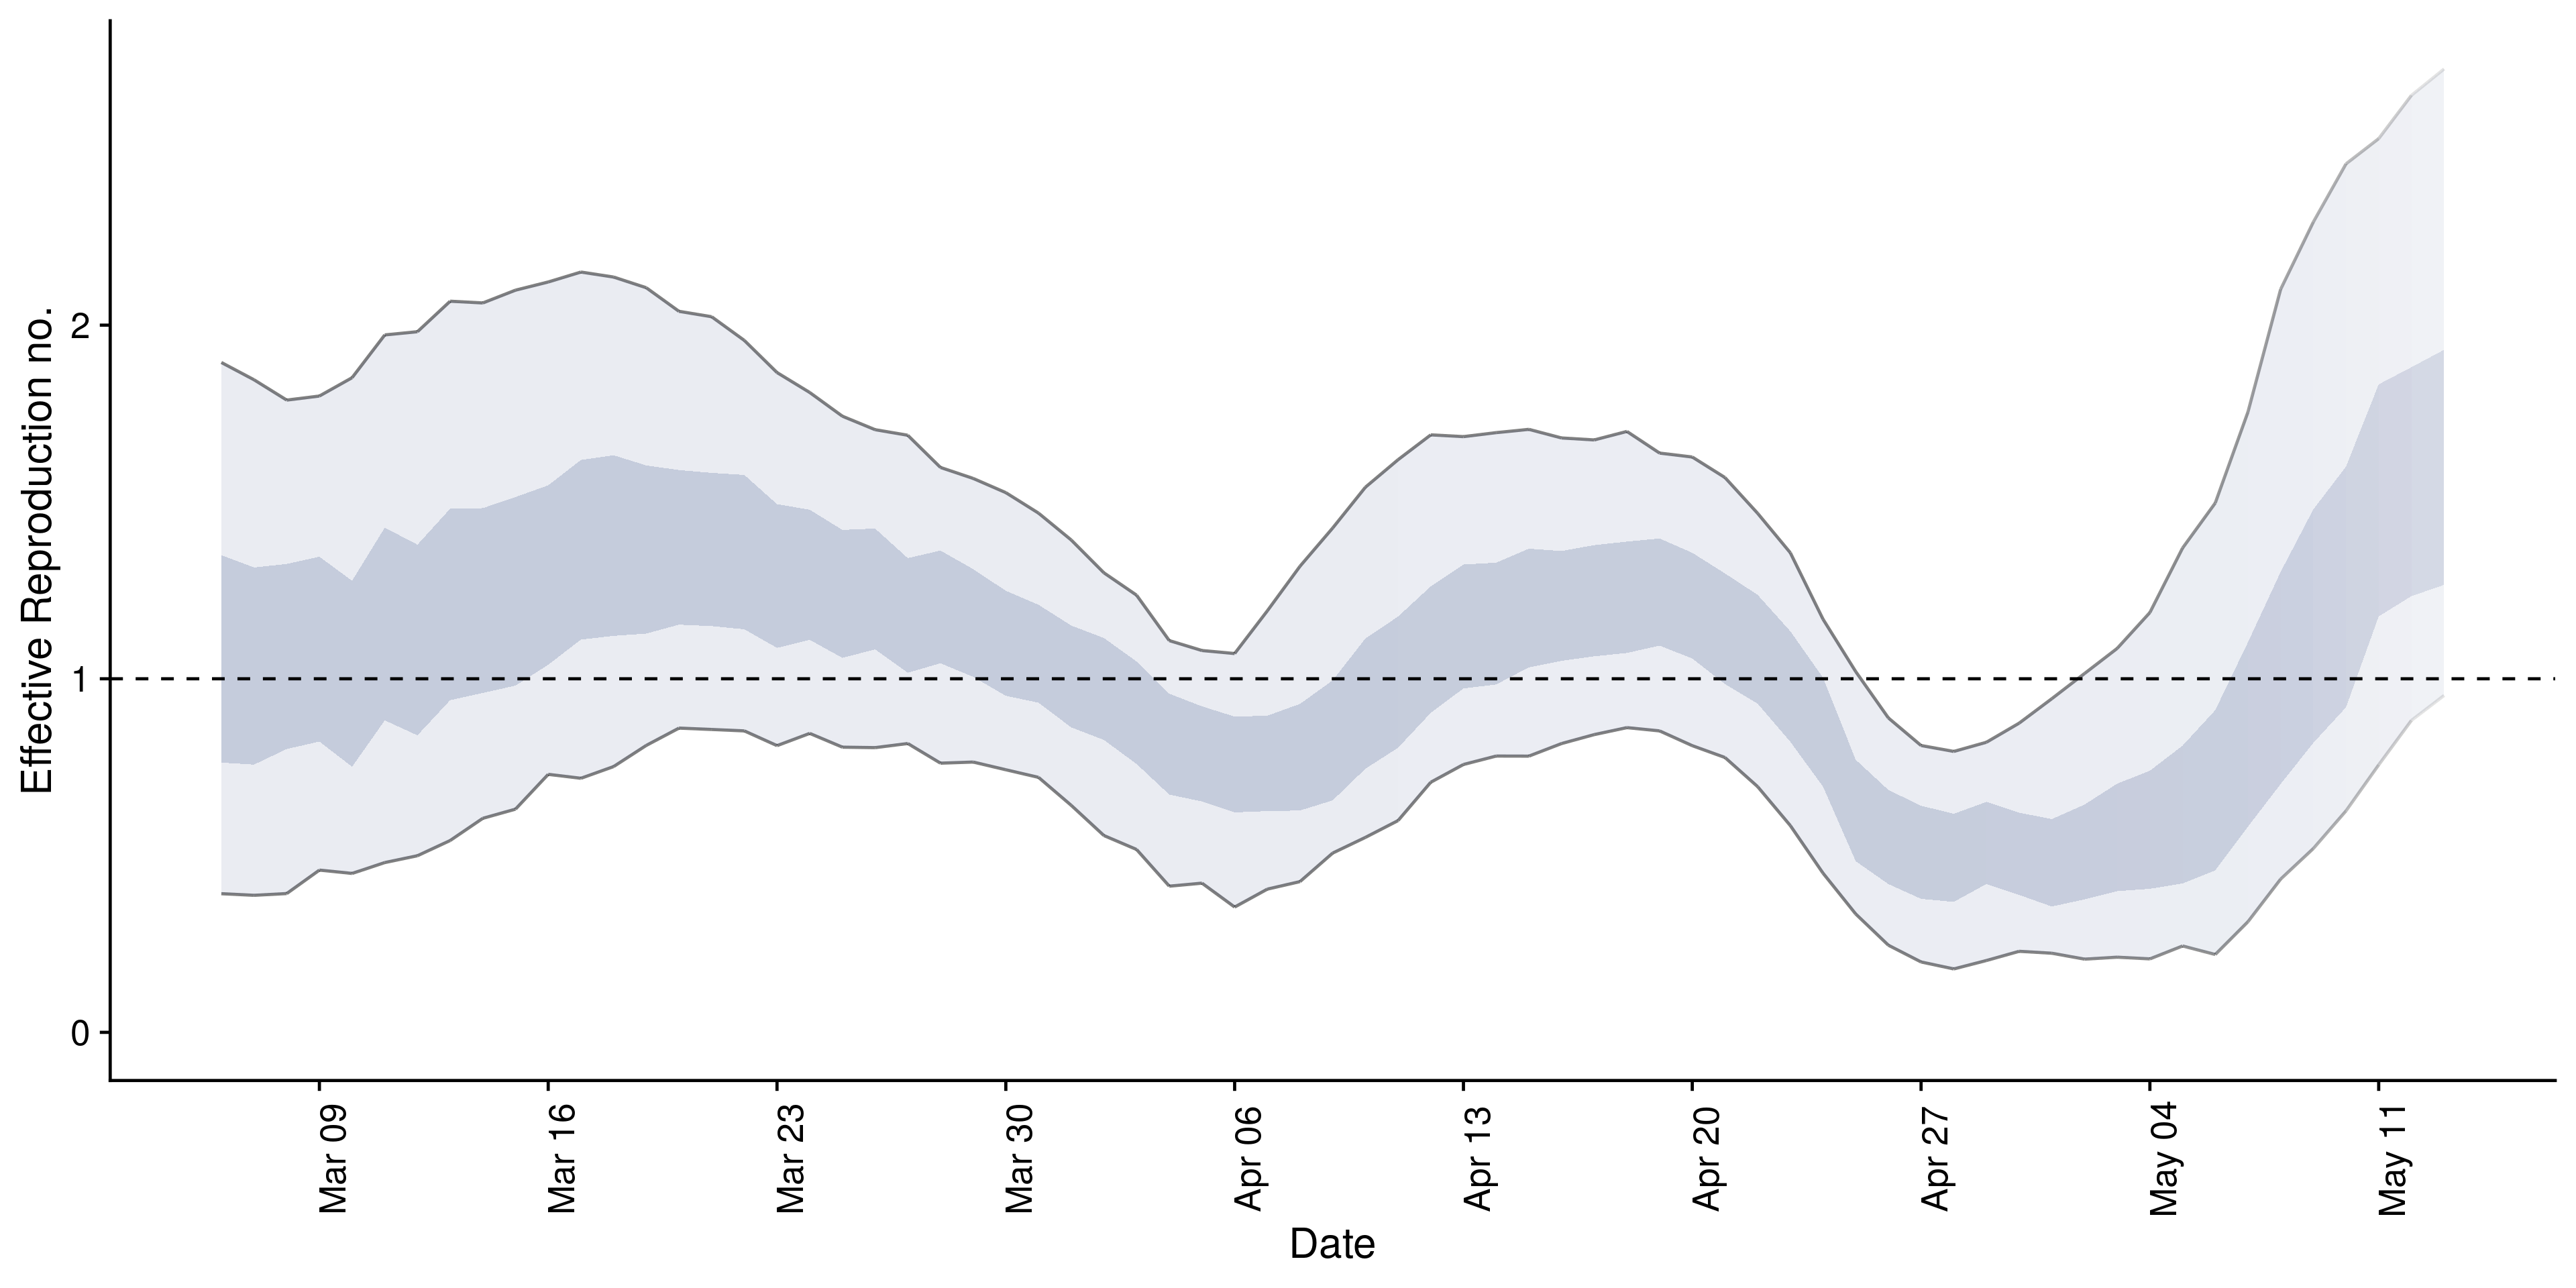 Effective Reproduction no.
2
1
0
Mar 09
Mar 16
Mar 23
Mar 30
Apr 06
Apr 13
Apr 20
Apr 27
May 04
May 11
Date